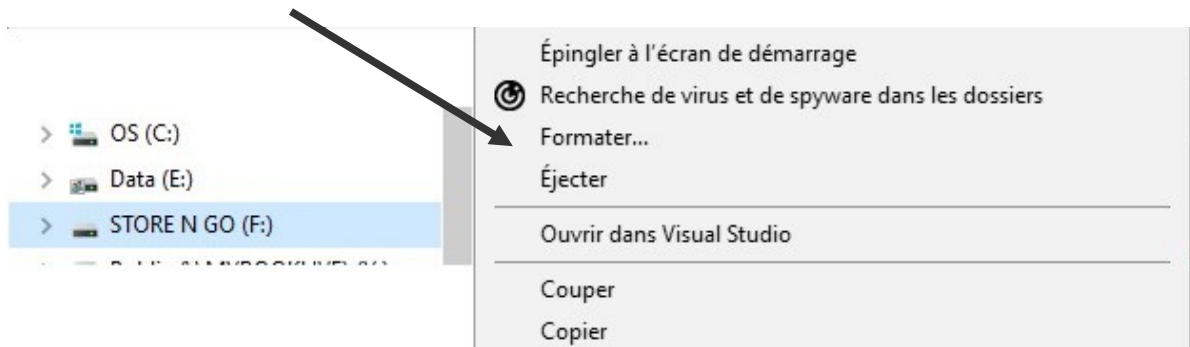 OS (C:)
Data (E:)
STORE N GO (F:)
Épingler à l'écran de démarrage
Recherche de virus et de spyware dans les dossiers
Formater...
Éjecter
Ouvrir dans Visual Studio
Couper
Copier